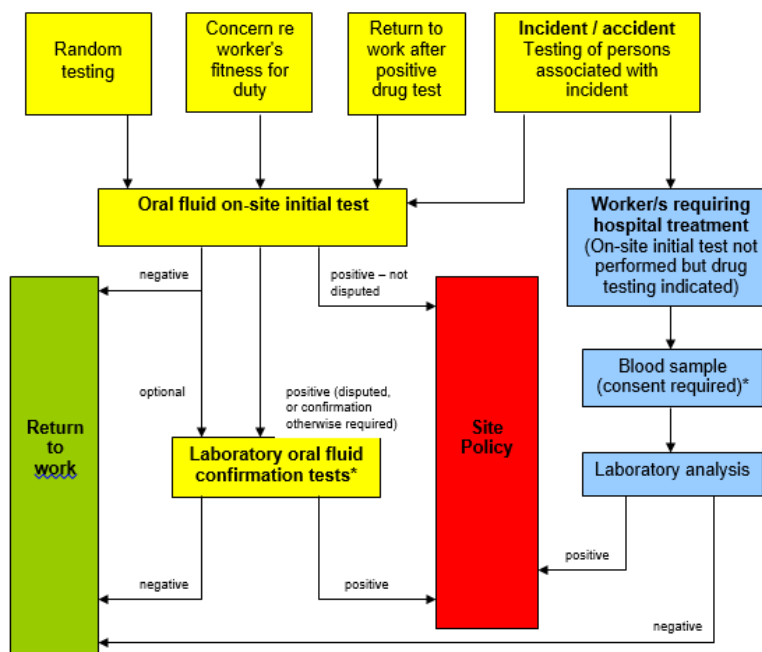 Random
testing
Concern re
worker's
fitness for
duty
Return to
work after
positive
drug test
Incident / accident
Testing of persons
associated with
incident
Oral fluid on-site initial test
Worker/s requiring
hospital treatment
(On-site initial test not
performed but drug
testing indicated)
negative
positive – not
disputed
Blood sample
(consent required)*
optional
positive (disputed,
or confirmation
otherwise required)
Return
to
work
Site
Policy
Laboratory oral fluid
confirmation tests*
Laboratory analysis
positive
negative
positive
negative